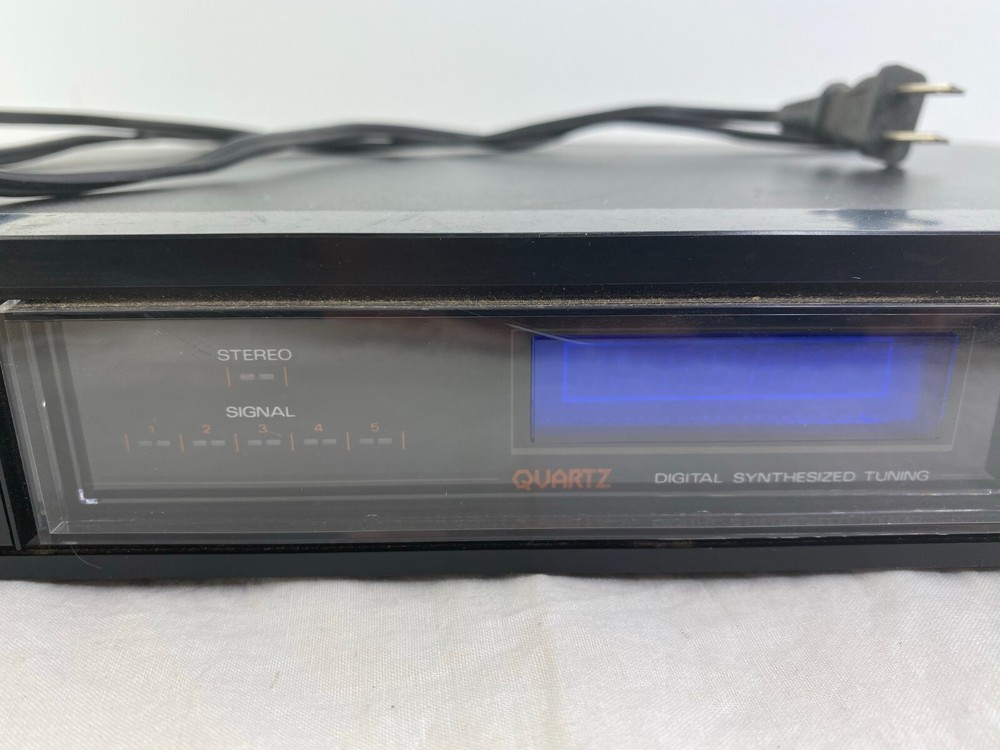 STEREO
SIGNAL
1 2 3 4 5
QUARTZ DIGITAL SYNTHESIZED TUNING